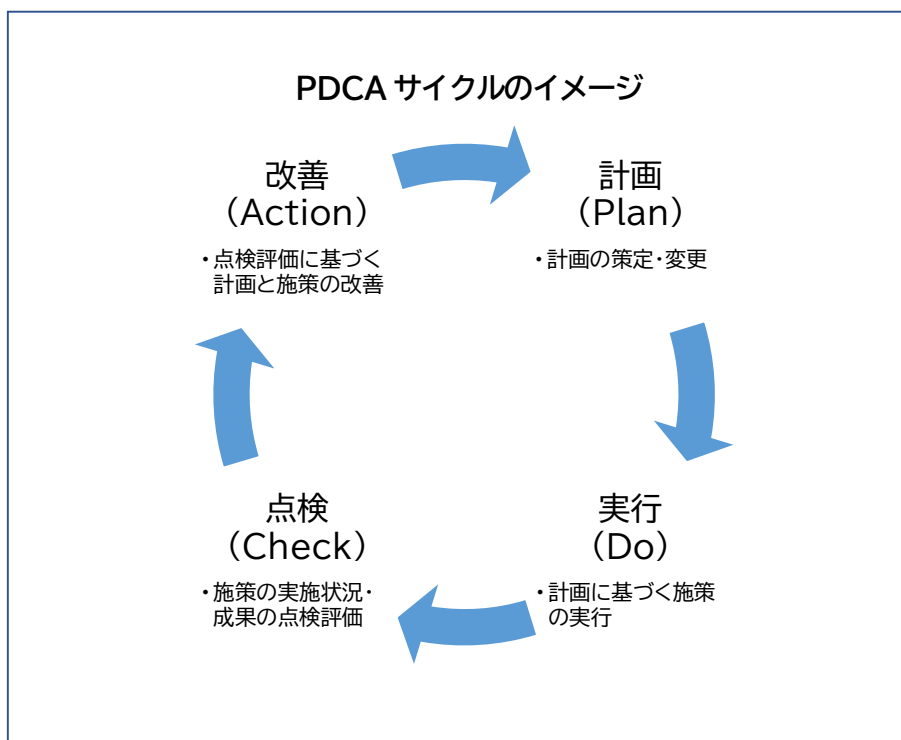 PDCA サイクルのイメージ
改善
(Action)
・点検評価に基づく
計画と施策の改善
計画
(Plan)
・計画の策定・変更
点検
(Check)
・施策の実施状況・
成果の点検評価
実行
(Do)
・計画に基づく施策
の実行